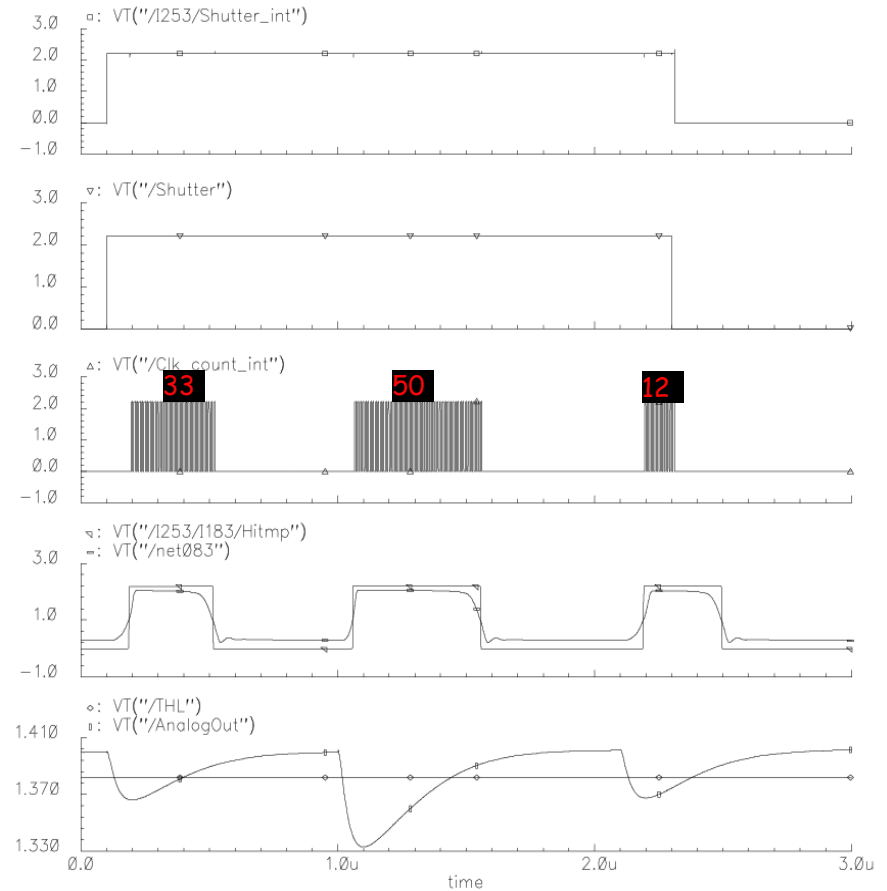 3.0
▫: VT("/I253/Shutter_int")
2.0
1.0
0.0
-1.0
▿: VT("/Shutter")
3.0
2.0
1.0
0.0
▵: VT("/Clk_count_int")
3.0
33
50
12
2.0
1.0
0.0
-1.0
VT("/I253/I183/Hitmp")
VT("/net083")
3.0
1.0
-1.0
⋄: VT("/THL")
▯: VT("/AnalogOut")
1.410
1.370
1.330
0.0 1.0u 2.0u 3.0u
time